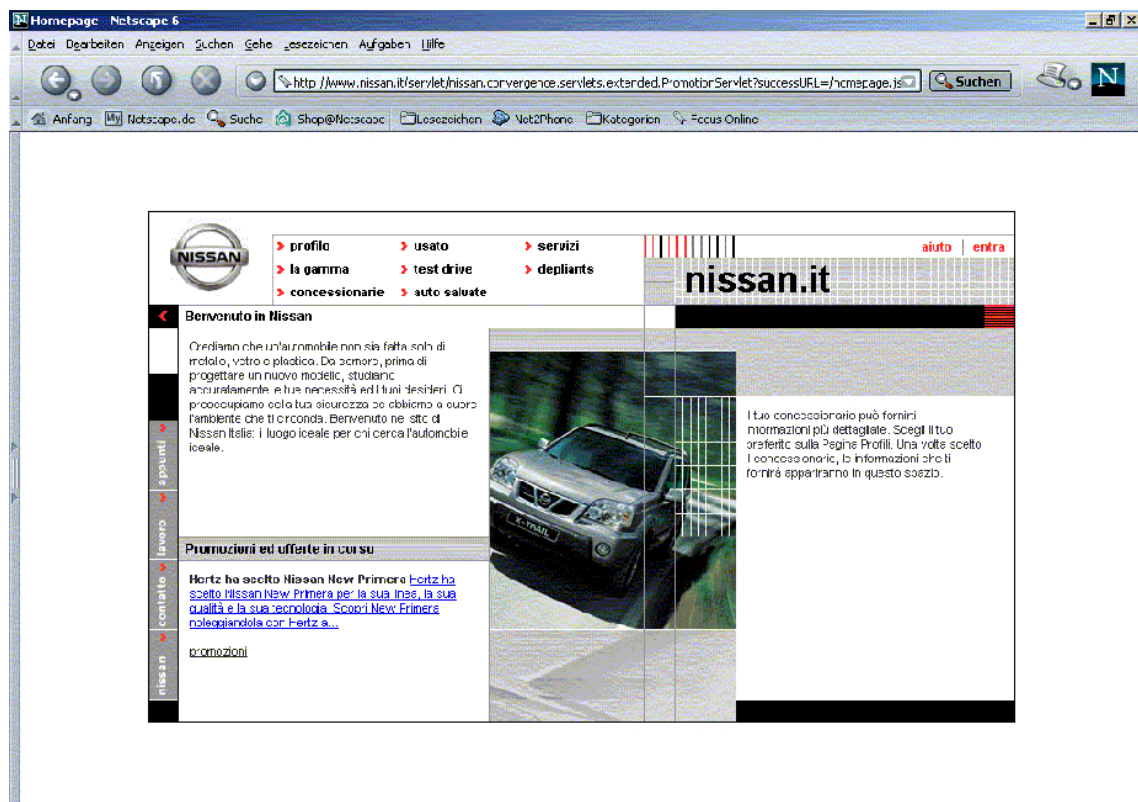 Homepage - Netscape 6
Datei Bearbeiten Anzeigen Suchen Gehe Lesezeichen Aufgaben Hilfe
http://www.nissan.it/servlet/nissan.convergence.servlets.extended.PromotionServlet?successURL=/homepage.js
Suchen
N
Anfang My Netscape.de Suche Shop@Netscape Lesezeichen Net2Phone Kategorien Focus Online
NISSAN
profilo usato servizi
la gamma test drive depliants
concessionarie auto salvate
aiuto entra
nissan.it
Benvenuto in Nissan
Crediamo che un'automobile non sia fatta solo di
metallo, vetro e plastica. Da sempre, prima di
progettare un nuovo modello, studiamo
accuratamente le tue necessità ed i tuoi desideri. Ci
preoccupiamo della tua sicurezza ed abbiamo a cuore
l'ambiente che ti circonda. Benvenuto nel sito di
Nissan Italia: il luogo ideale per chi cerca l'automobile
ideale.
appunti
lavoro
contatto
nissan
X-TRAIL
Il tuo concessionario può fornirti
informazioni più dettagliate. Scegli il tuo
preferito sulla Pagina Profili. Una volta scelto
il concessionario, le informazioni che ti
fornirà appariranno in questo spazio.
Promozioni ed offerte in corso
Hertz ha scelto Nissan New Primera Hertz ha
scelto Nissan New Primera per la sua linea, la sua
qualità e la sua tecnologia. Scopri New Primera
noleggiandola con Hertz a...
promozioni